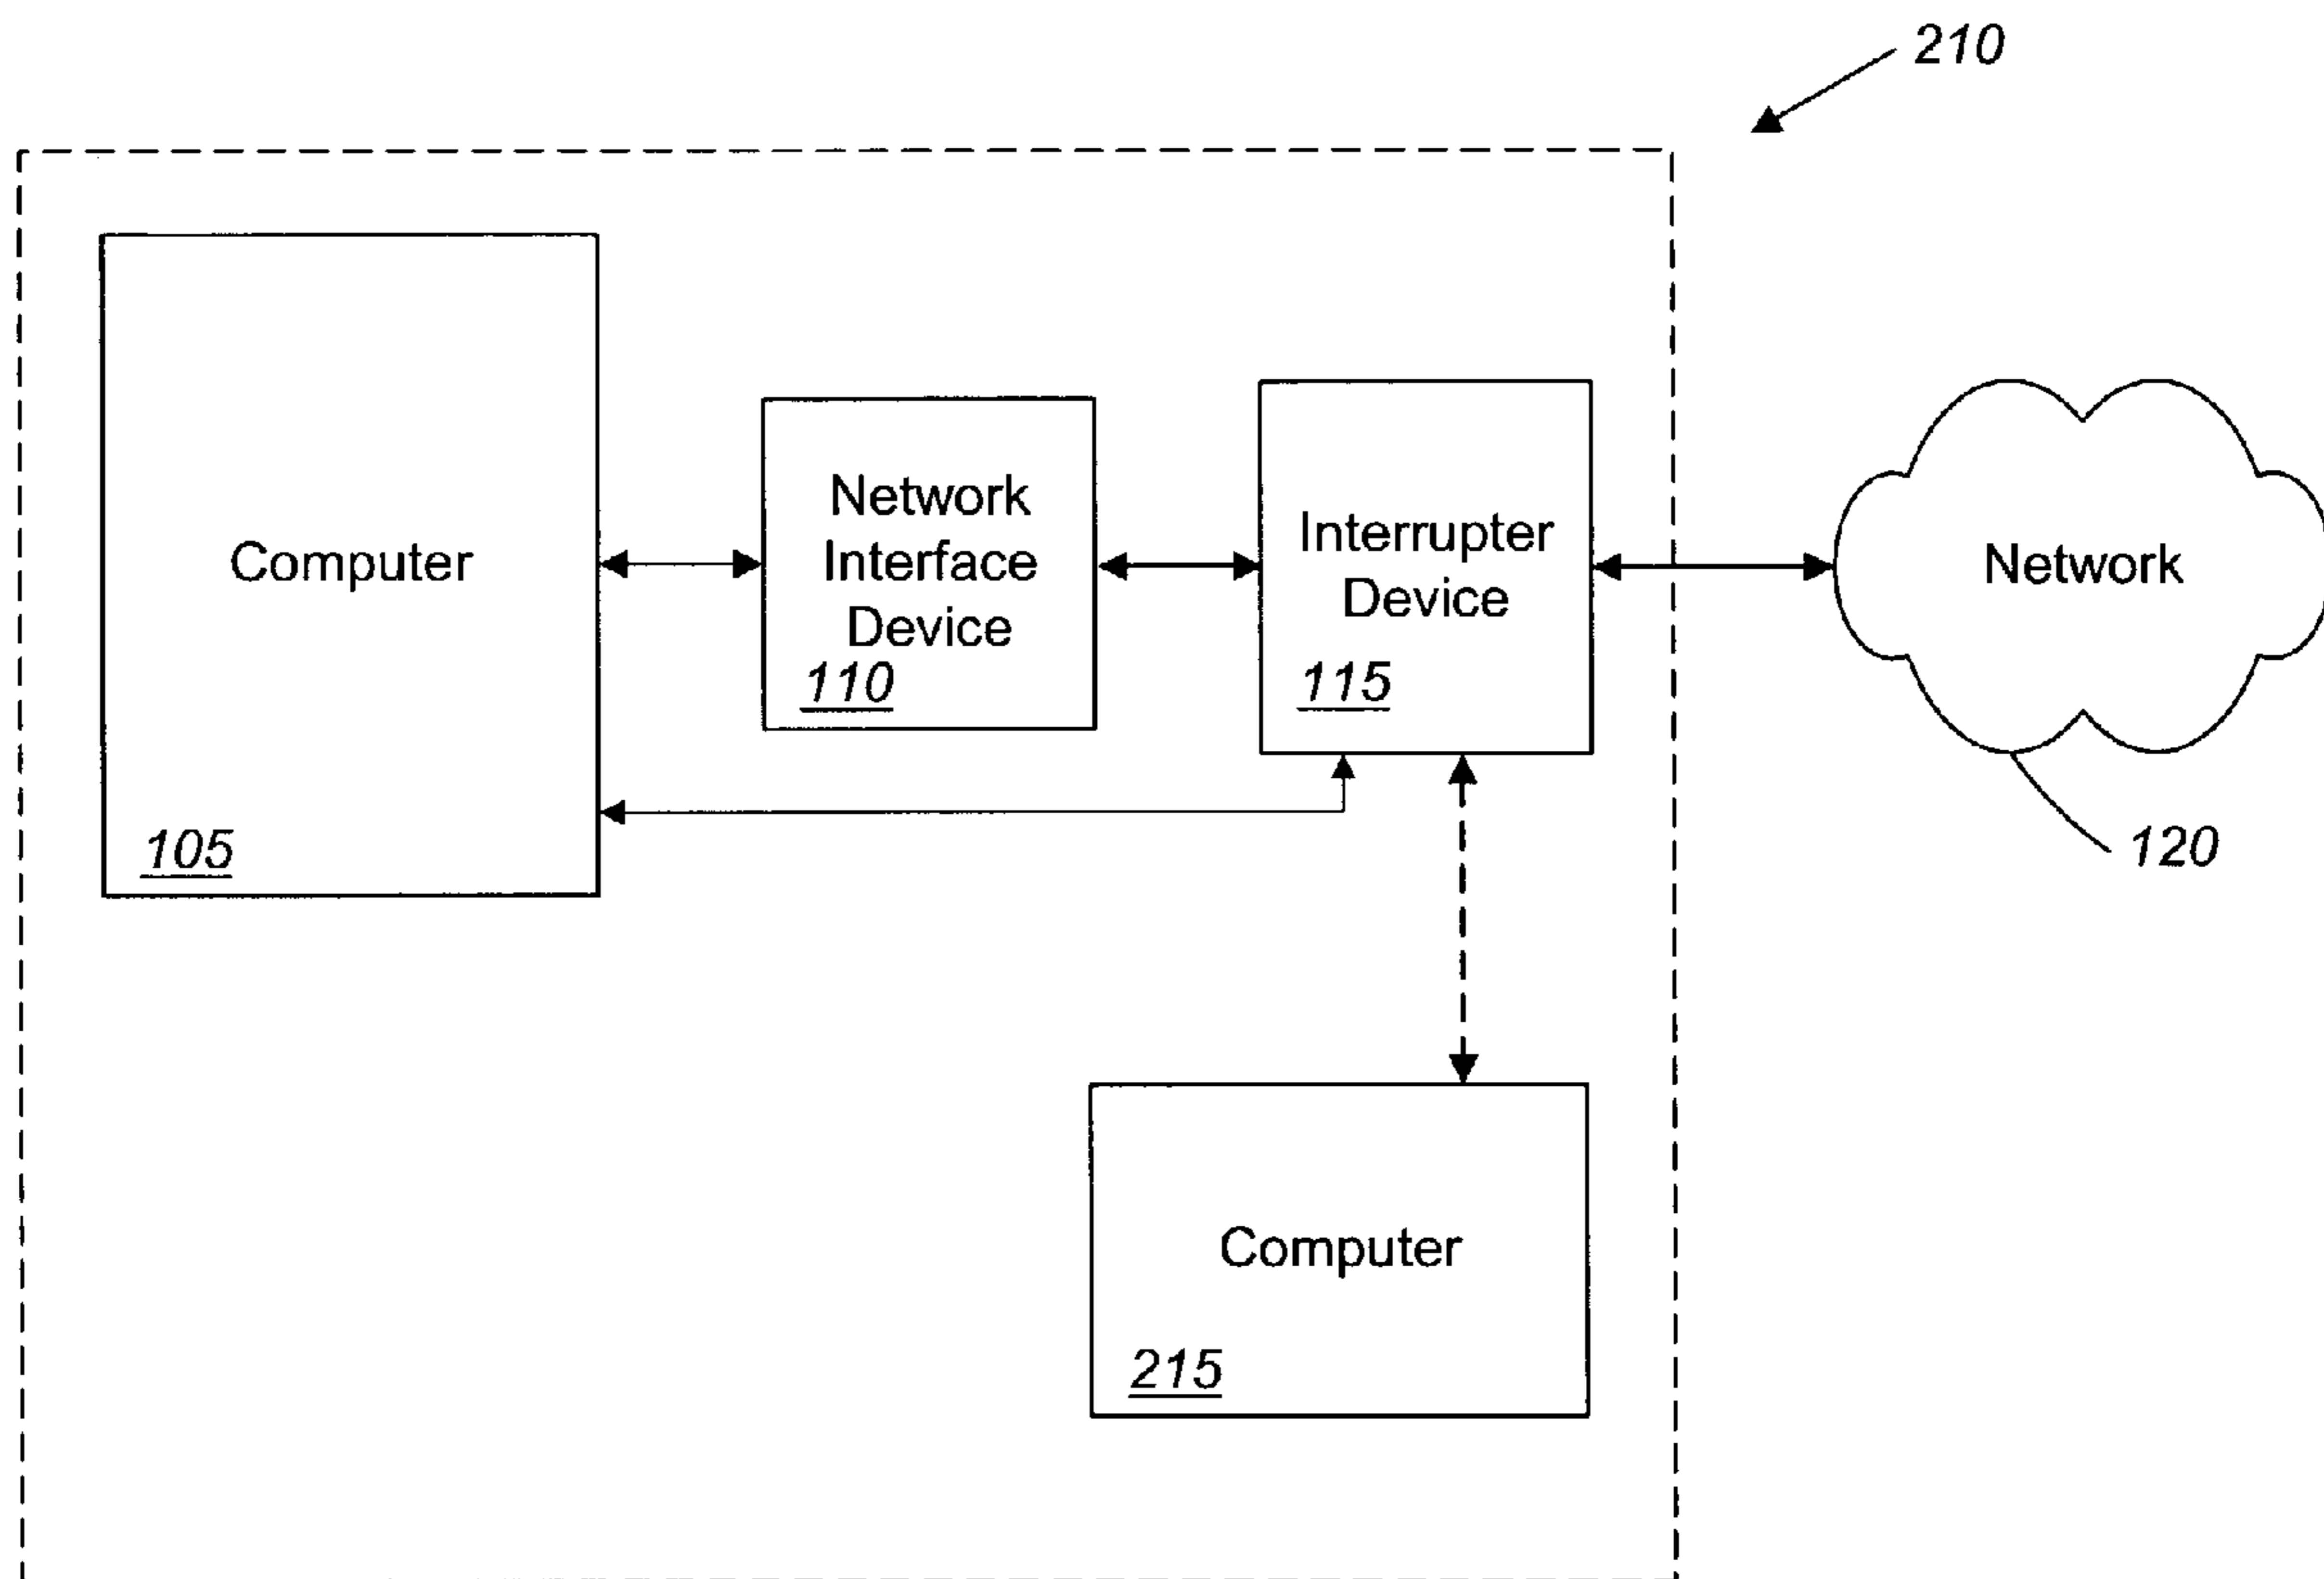 210
Computer
105
Network
Interface
Device
110
Interrupter
Device
115
Network
120
Computer
215